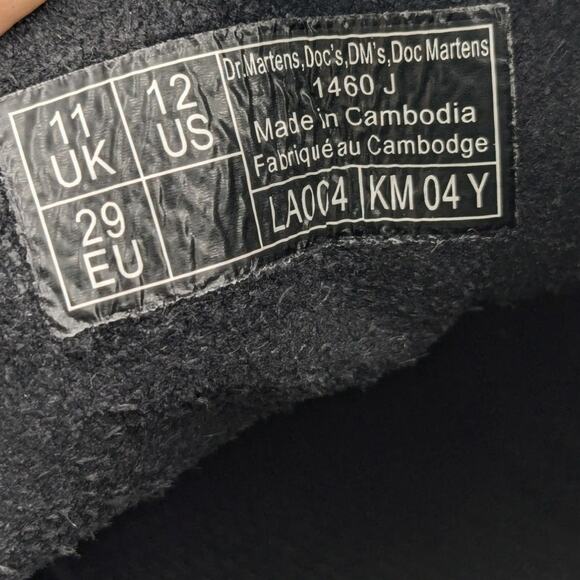 11
UK
12
US
29
EU
Dr.Martens,Doc's,DM's,Doc Martens
1460 J
Made in Cambodia
Fabriqué au Cambodge
LA0C4 KM 04 Y